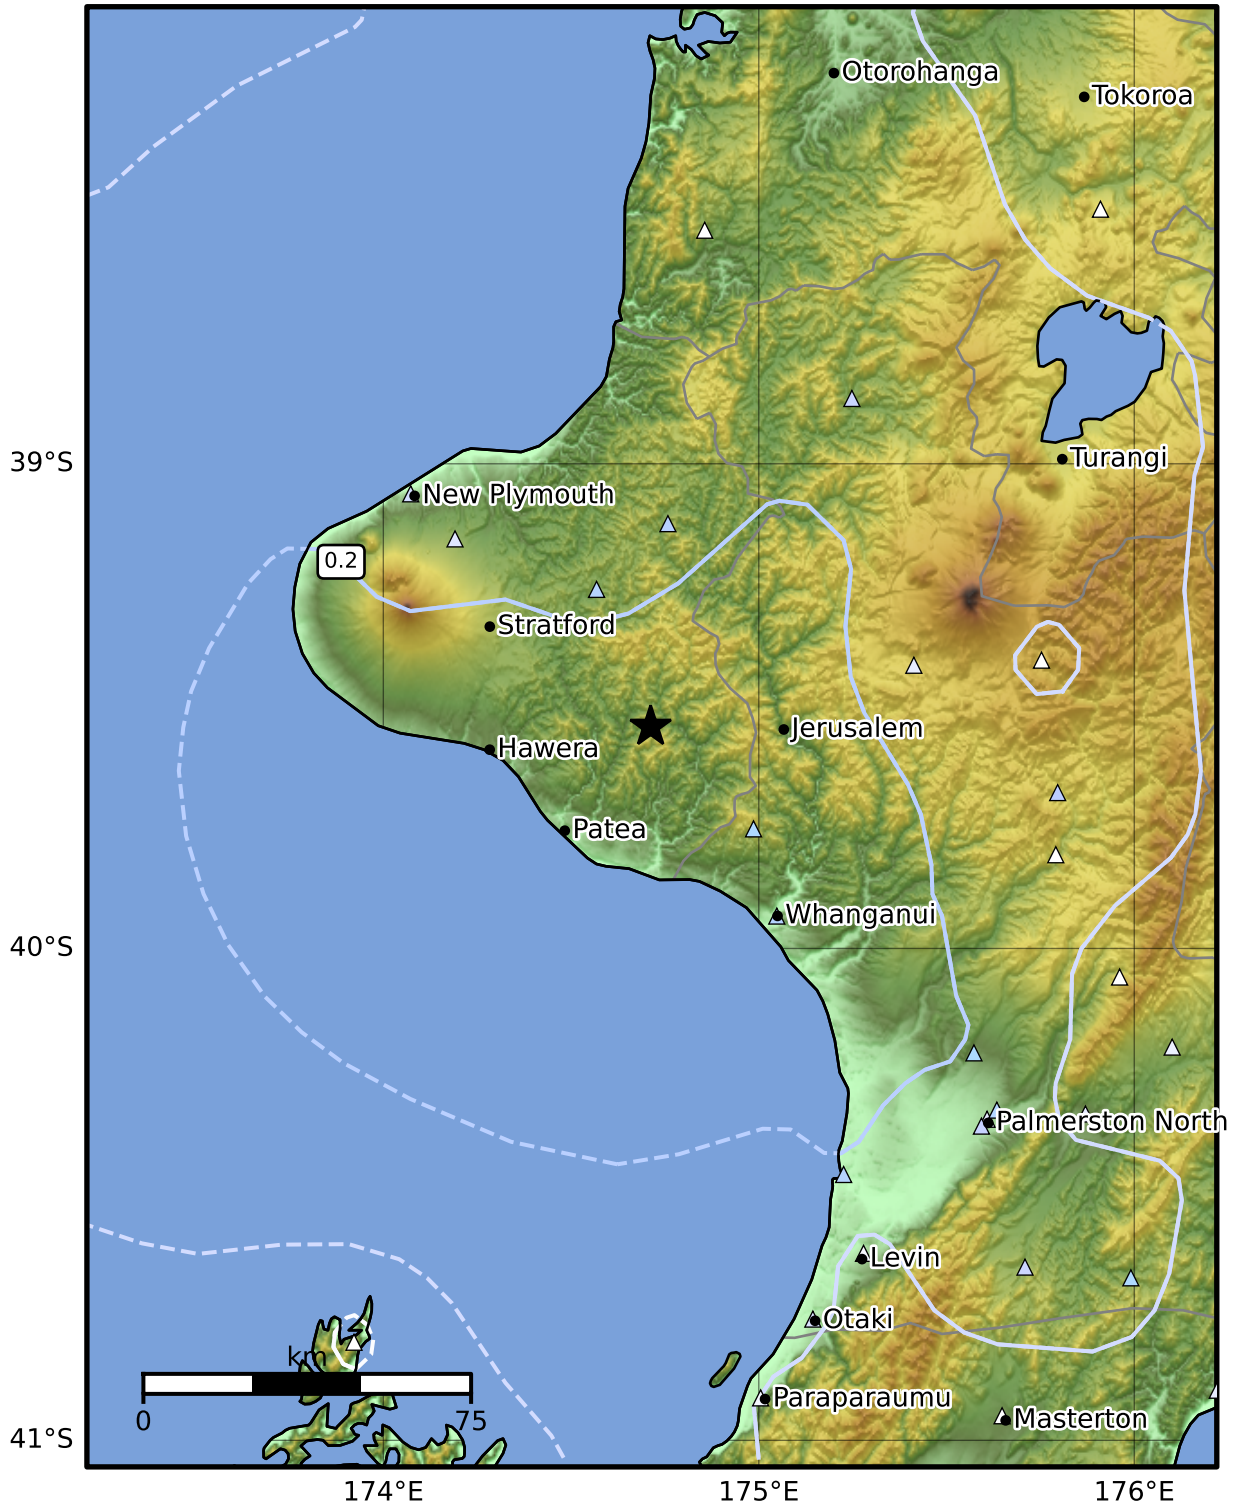 Otorohanga
Tokoroa
39°S
Turangi
New Plymouth
0.2
Stratford
Jerusalem
Hawera
Patea
Whanganui
40°S
Palmerston North
Levin
Otaki
km
Paraparaumu
0
75
Masterton
41°S
174°E
175°E
176°E